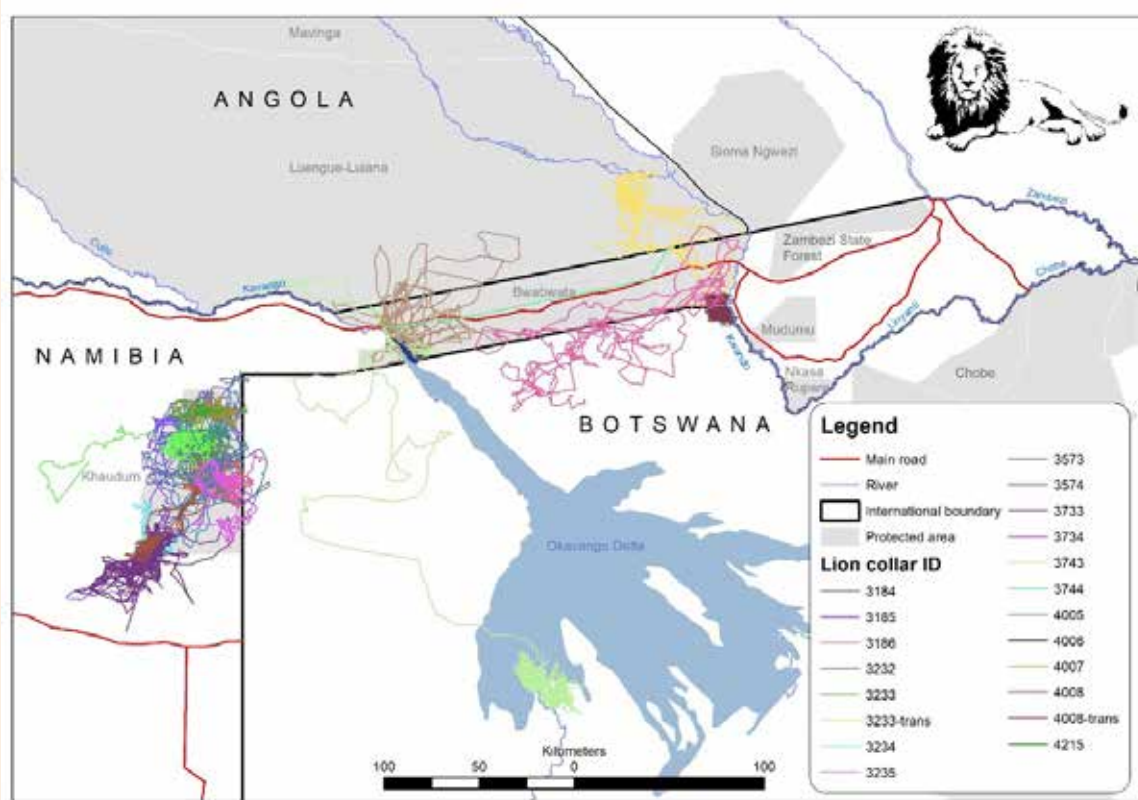 Mavinga
ANGOLA
Sioma Ngwezi
Luengue-Luiana
Zambezi
Cuito
Zambezi State
Forest
Chobe
Kavango
Bwabwata
Mudumu
Linyanti
NAMIBIA
Kwando
Nkasa
Rupara
Chobe
BOTSWANA
Khaudum
Okavango Delta
Legend
Main road
River
International boundary
Protected area
Lion collar ID
3184
3185
3186
3232
3233
3233-trans
3234
3235
3573
3574
3733
3734
3743
3744
4005
4006
4007
4008
4008-trans
4215
Kilometers
100 50 0 100